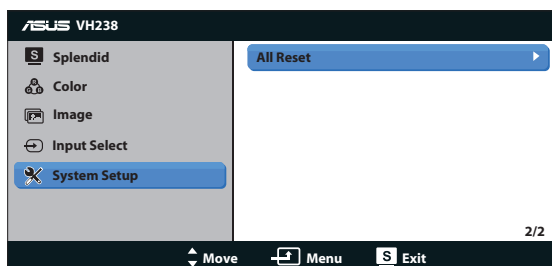 ASUS VH238
S Splendid
Color
Image
Input Select
System Setup
All Reset
2/2
Move Menu S Exit